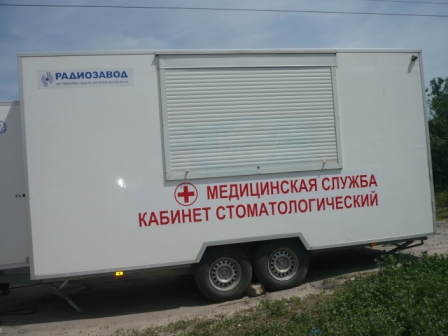 РАДИОЗАВОД
МЕДИЦИНСКАЯ СЛУЖБА
КАБИНЕТ СТОМАТОЛОГИЧЕСКИЙ